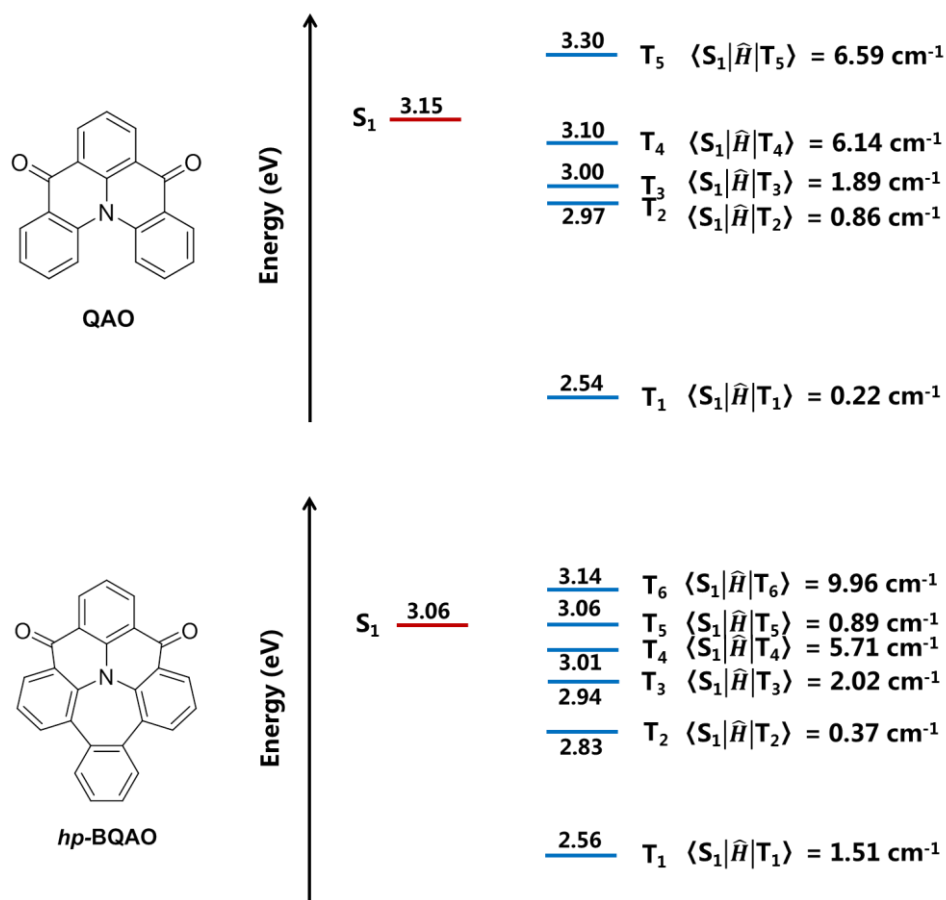 3.30
T₅ ⟨S₁|Ĥ|T₅⟩ = 6.59 cm⁻¹
S₁ 3.15
3.10
T₄ ⟨S₁|Ĥ|T₄⟩ = 6.14 cm⁻¹
3.00
T₃ ⟨S₁|Ĥ|T₃⟩ = 1.89 cm⁻¹
T₂ ⟨S₁|Ĥ|T₂⟩ = 0.86 cm⁻¹
2.97
O O
N
QAO
Energy (eV)
2.54
T₁ ⟨S₁|Ĥ|T₁⟩ = 0.22 cm⁻¹
3.14
T₆ ⟨S₁|Ĥ|T₆⟩ = 9.96 cm⁻¹
S₁ 3.06
3.06
T₅ ⟨S₁|Ĥ|T₅⟩ = 0.89 cm⁻¹
T₄ ⟨S₁|Ĥ|T₄⟩ = 5.71 cm⁻¹
3.01
T₃ ⟨S₁|Ĥ|T₃⟩ = 2.02 cm⁻¹
2.94
T₂ ⟨S₁|Ĥ|T₂⟩ = 0.37 cm⁻¹
2.83
O O
N
hp-BQAO
Energy (eV)
2.56
T₁ ⟨S₁|Ĥ|T₁⟩ = 1.51 cm⁻¹